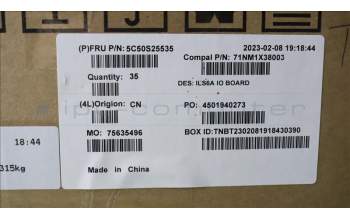 (P)FRU P/N: 5C50S25535
2023-02-08 19:18:44
Compal P/N: 71NM1X38003
Quantity: 35
DES: ILS6A IO BOARD
(4L)Origion: CN
PO: 4501940273
MO: 75635496
BOX ID:TNBT2302081918430390
Made in China
18:44
315kg